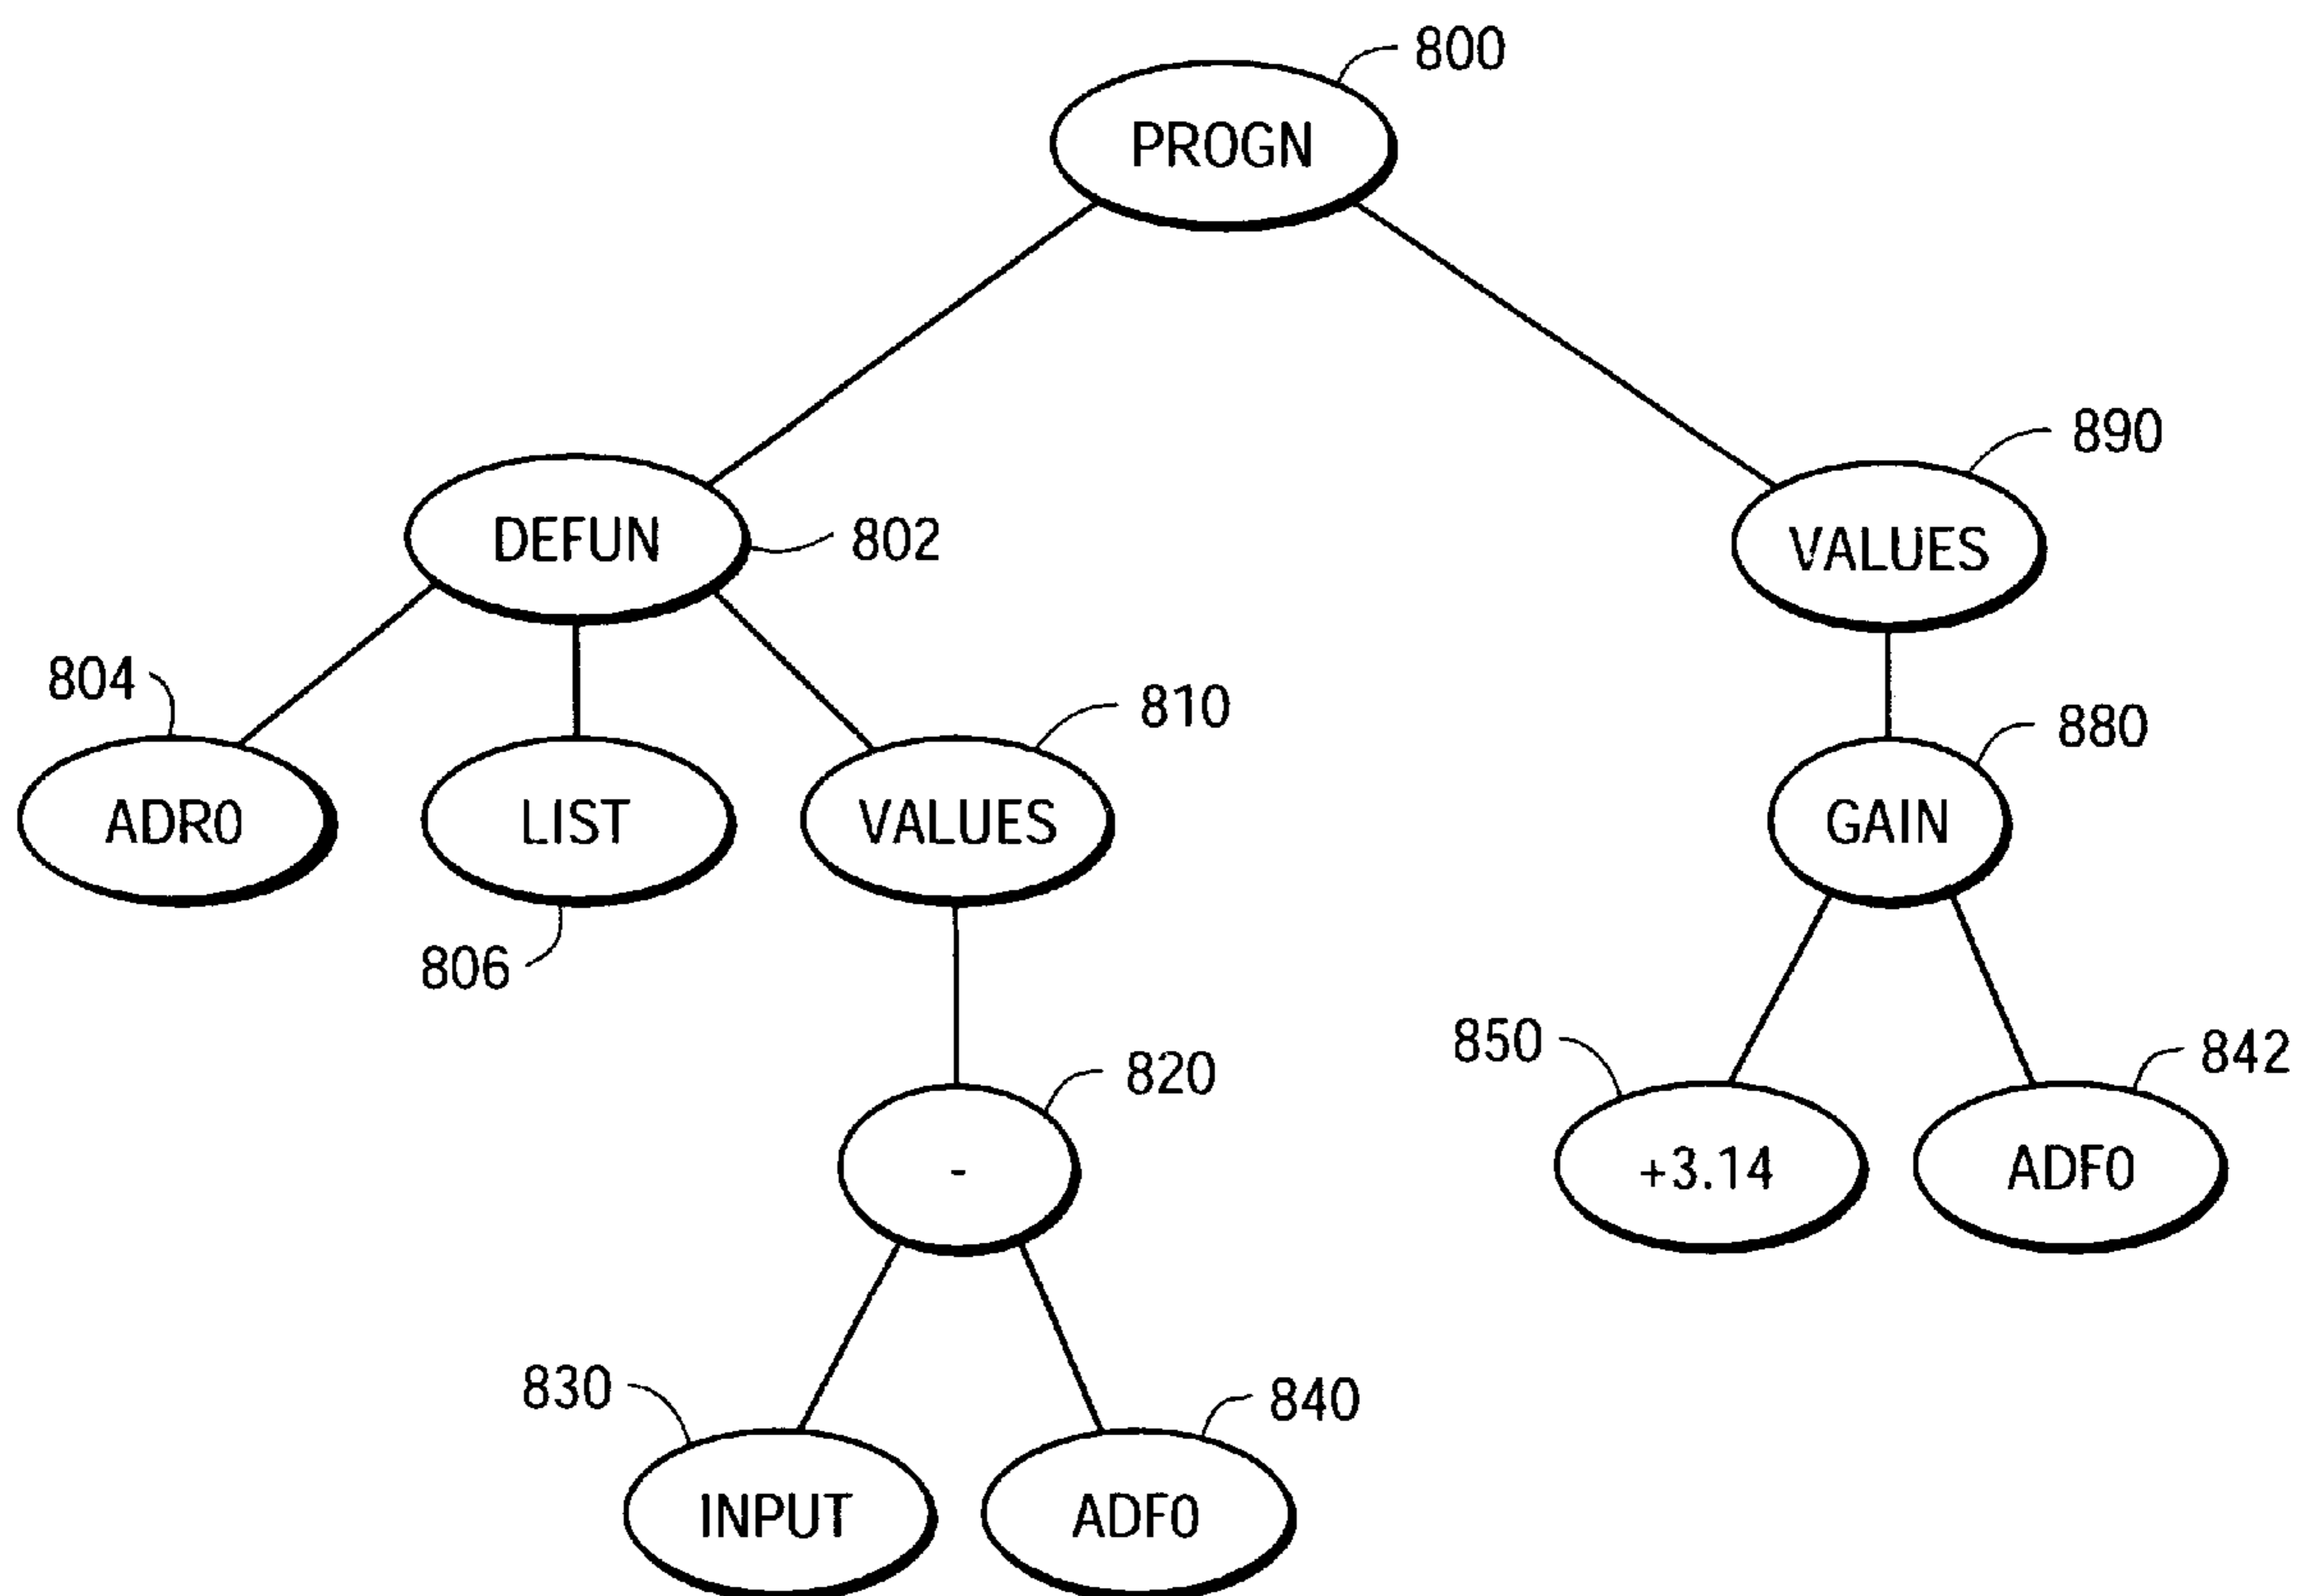 800
PROGN
890
DEFUN
802
VALUES
804
810
880
ADR0
LIST
VALUES
GAIN
806
850
842
820
-
+3.14
ADF0
830
840
INPUT
ADF0